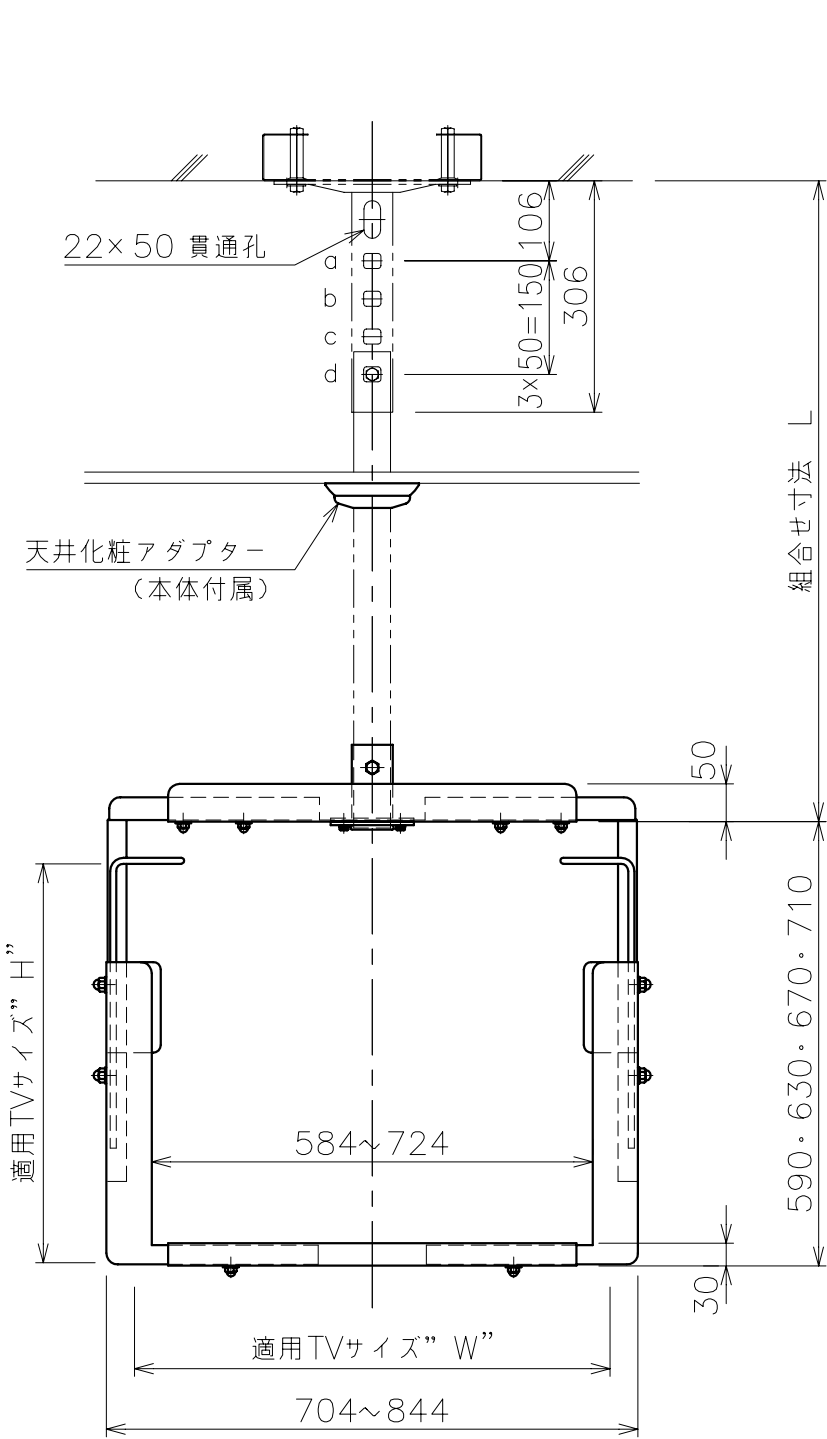 22×50 貫通孔
a
b
c
d
106
3×50=150
306
組合せ寸法 L
天井化粧アダプター
(本体付属)
50
適用TVサイズ” H”
590・630・670・710
584~724
30
適用TVサイズ” W”
704~844